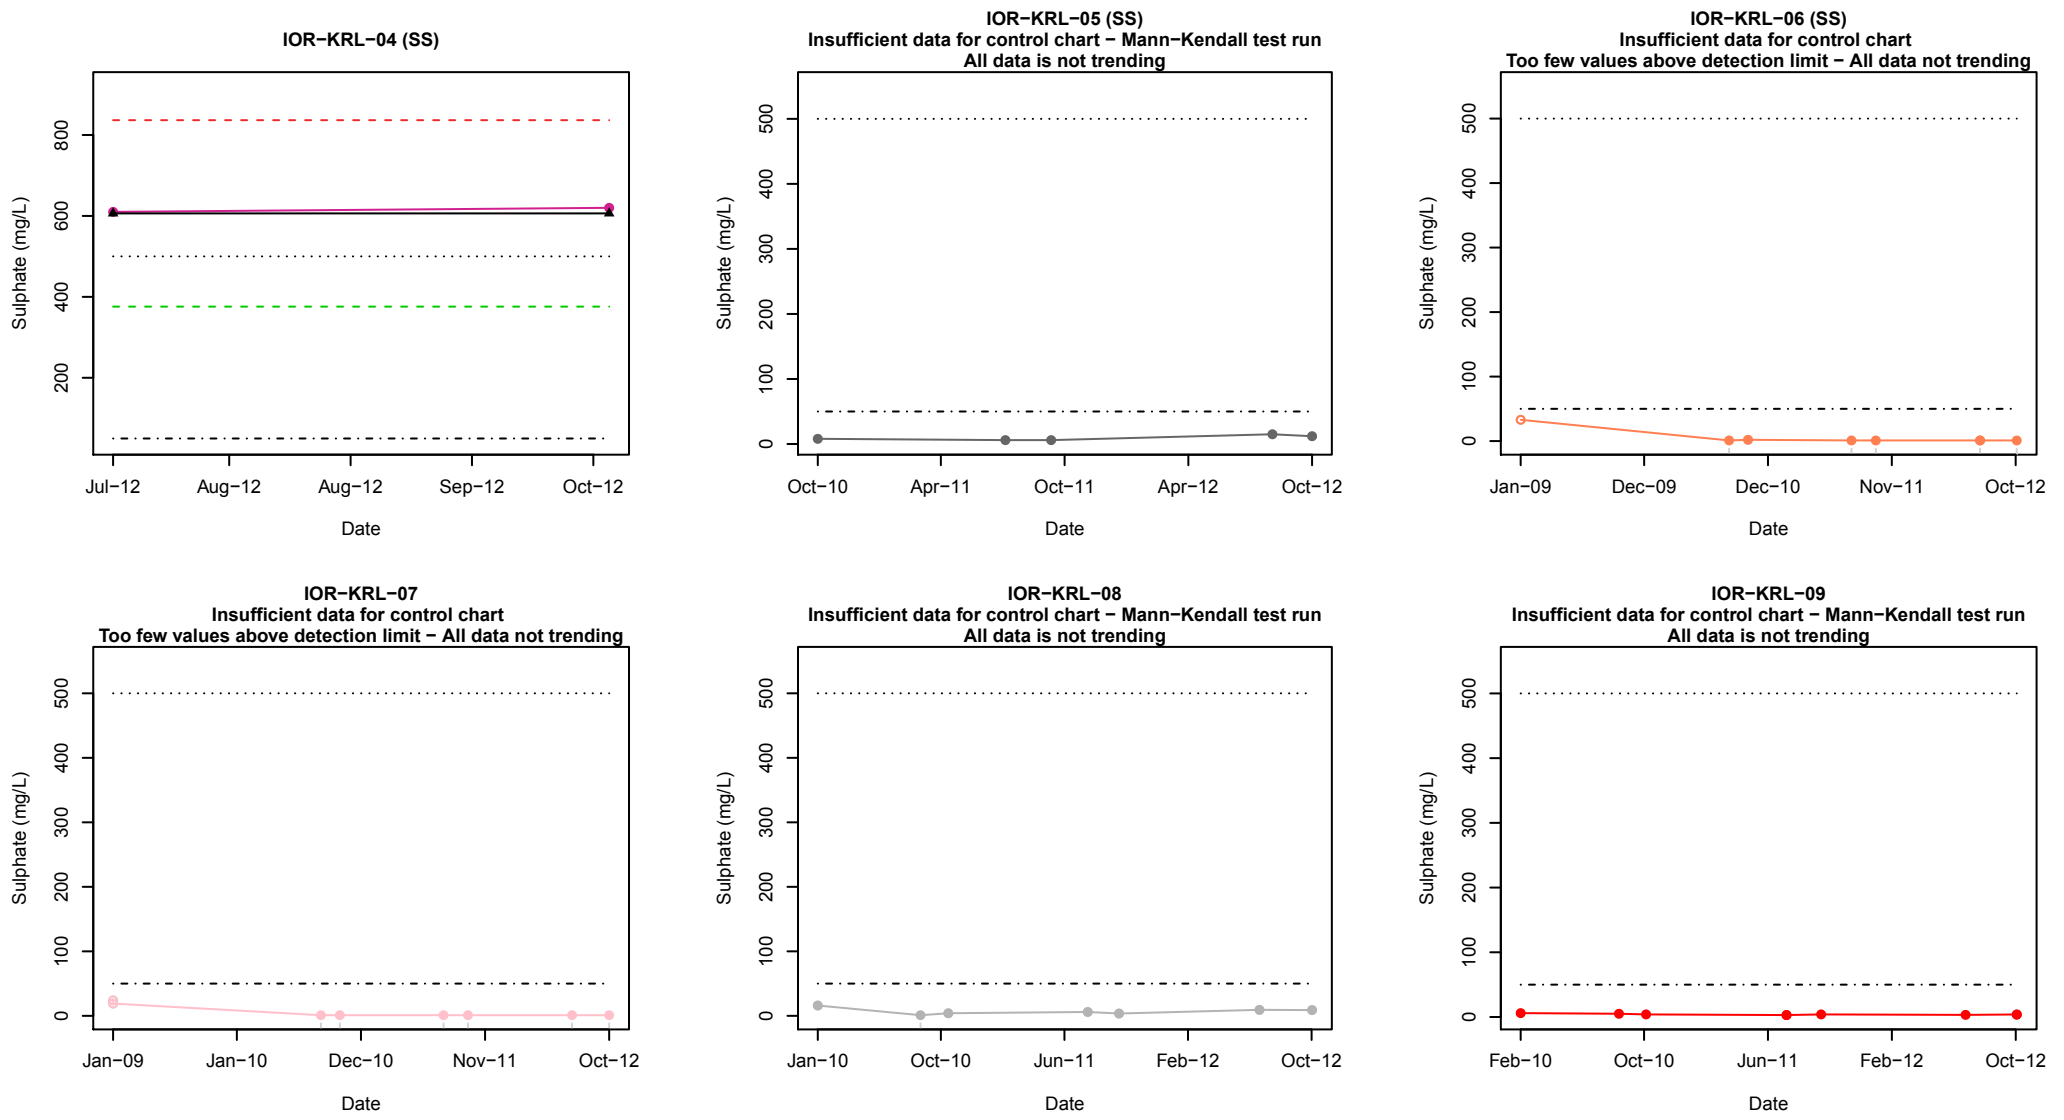 IOR−KRL−04 (SS)
Sulphate (mg/L)
800
600
400
200
Jul−12 Aug−12 Aug−12 Sep−12 Oct−12
Date
IOR−KRL−05 (SS)
Insufficient data for control chart − Mann−Kendall test run
All data is not trending
Sulphate (mg/L)
500
400
300
200
100
0
Oct−10 Apr−11 Oct−11 Apr−12 Oct−12
Date
IOR−KRL−06 (SS)
Insufficient data for control chart
Too few values above detection limit − All data not trending
Sulphate (mg/L)
500
400
300
200
100
0
Jan−09 Dec−09 Dec−10 Nov−11 Oct−12
Date
IOR−KRL−07
Insufficient data for control chart
Too few values above detection limit − All data not trending
Sulphate (mg/L)
500
400
300
200
100
0
Jan−09 Jan−10 Dec−10 Nov−11 Oct−12
Date
IOR−KRL−08
Insufficient data for control chart − Mann−Kendall test run
All data is not trending
Sulphate (mg/L)
500
400
300
200
100
0
Jan−10 Oct−10 Jun−11 Feb−12 Oct−12
Date
IOR−KRL−09
Insufficient data for control chart − Mann−Kendall test run
All data is not trending
Sulphate (mg/L)
500
400
300
200
100
0
Feb−10 Oct−10 Jun−11 Feb−12 Oct−12
Date